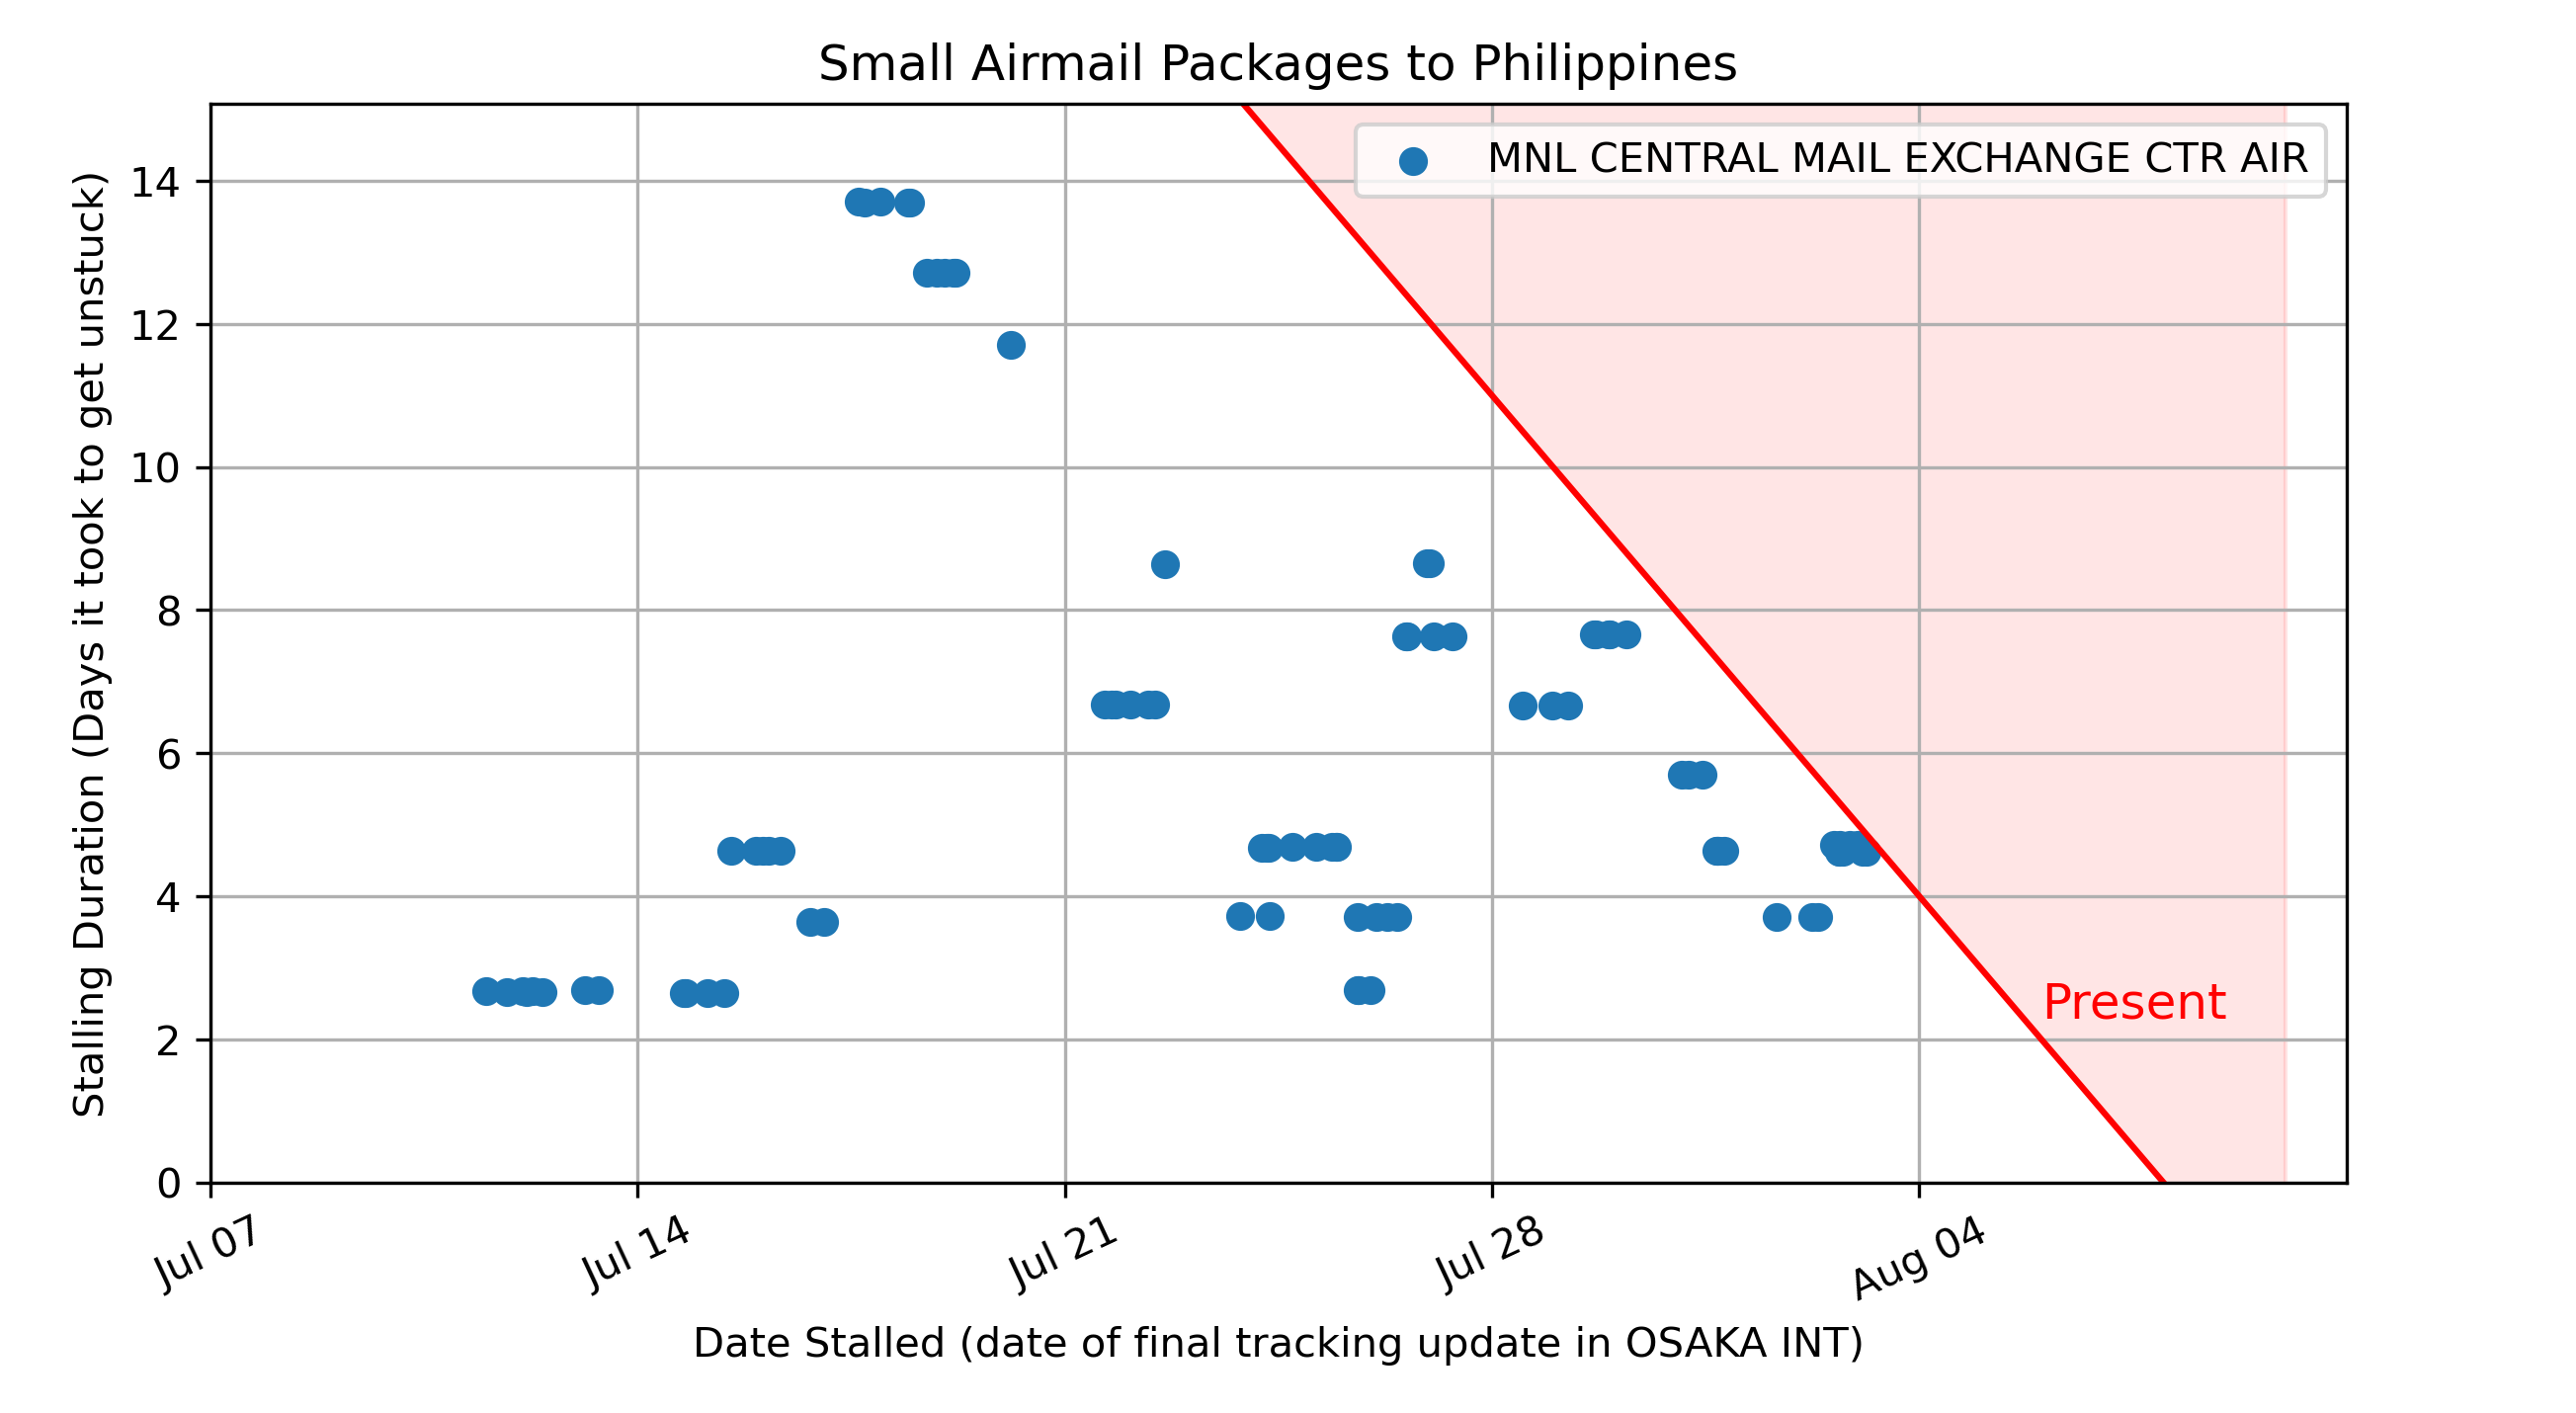 Small Airmail Packages to Philippines
MNL CENTRAL MAIL EXCHANGE CTR AIR
Stalling Duration (Days it took to get unstuck)
14
12
10
8
6
4
2
0
Present
Jul 07
Jul 14
Jul 21
Jul 28
Aug 04
Date Stalled (date of final tracking update in OSAKA INT)